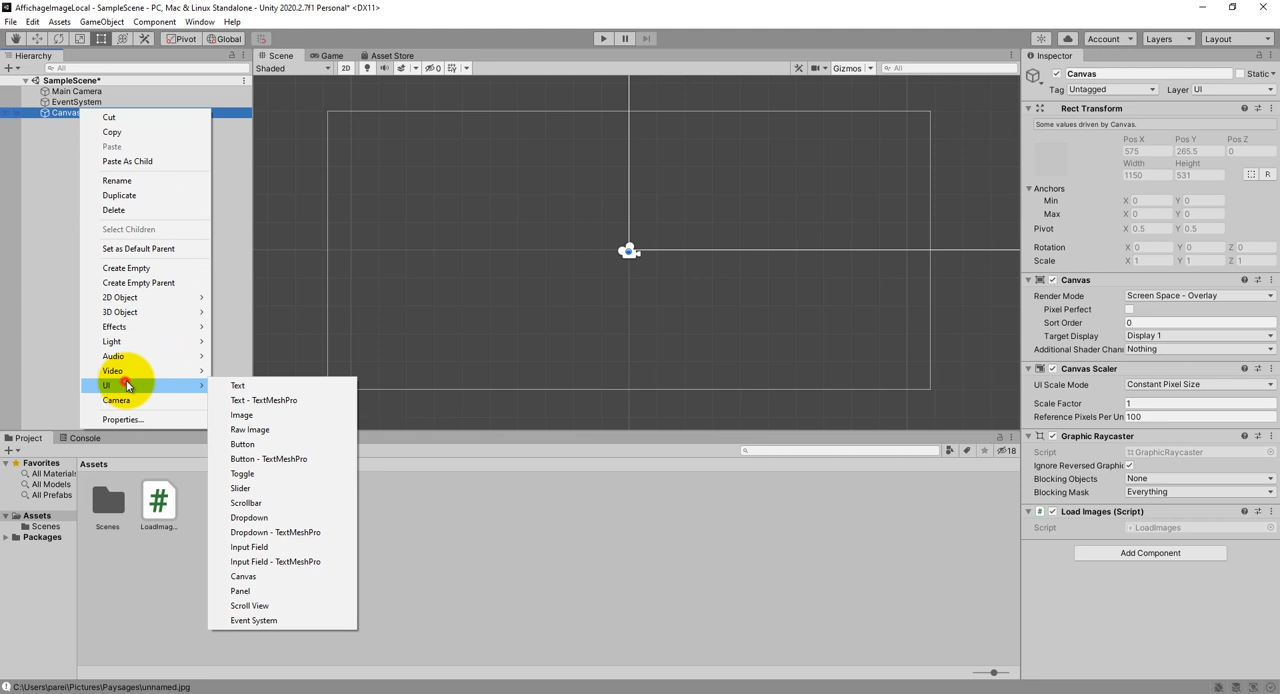 AffichageImageLocal - SampleScene - PC, Mac & Linux Standalone - Unity 2020.2.7f1 Personal* <DX11>
File Edit Assets GameObject Component Window Help
Pivot Global Account Layers Layout
Hierarchy
All
SampleScene*
Main Camera
EventSystem
Canvas
Cut
Copy
Paste
Paste As Child
Rename
Duplicate
Delete
Select Children
Set as Default Parent
Create Empty
Create Empty Parent
2D Object
3D Object
Effects
Light
Audio
Video
UI
Camera
Properties...
Text
Text - TextMeshPro
Image
Raw Image
Button
Button - TextMeshPro
Toggle
Slider
Scrollbar
Dropdown
Dropdown - TextMeshPro
Input Field
Input Field - TextMeshPro
Canvas
Panel
Scroll View
Event System
Scene Game Asset Store
Shaded 2D 0 Gizmos All
Inspector
Canvas Static
Tag Untagged Layer UI
Rect Transform
Some values driven by Canvas.
Pos X Pos Y Pos Z
575 265.5 0
Width Height
1150 531 R
Anchors
Min X 0 Y 0
Max X 0 Y 0
Pivot X 0.5 Y 0.5
Rotation X 0 Y 0 Z 0
Scale X 1 Y 1 Z 1
Canvas
Render Mode Screen Space - Overlay
Pixel Perfect
Sort Order 0
Target Display Display 1
Additional Shader Chann Nothing
Canvas Scaler
UI Scale Mode Constant Pixel Size
Scale Factor 1
Reference Pixels Per Un 100
Graphic Raycaster
Script GraphicRaycaster
Ignore Reversed Graphic
Blocking Objects None
Blocking Mask Everything
Load Images (Script)
Script LoadImages
Add Component
Project Console
18
Favorites
All Materials
All Models
All Prefabs
Assets
Scenes
Packages
Assets
Scenes LoadImag...
C:\Users\parei\Pictures\Paysages\unnamed.jpg